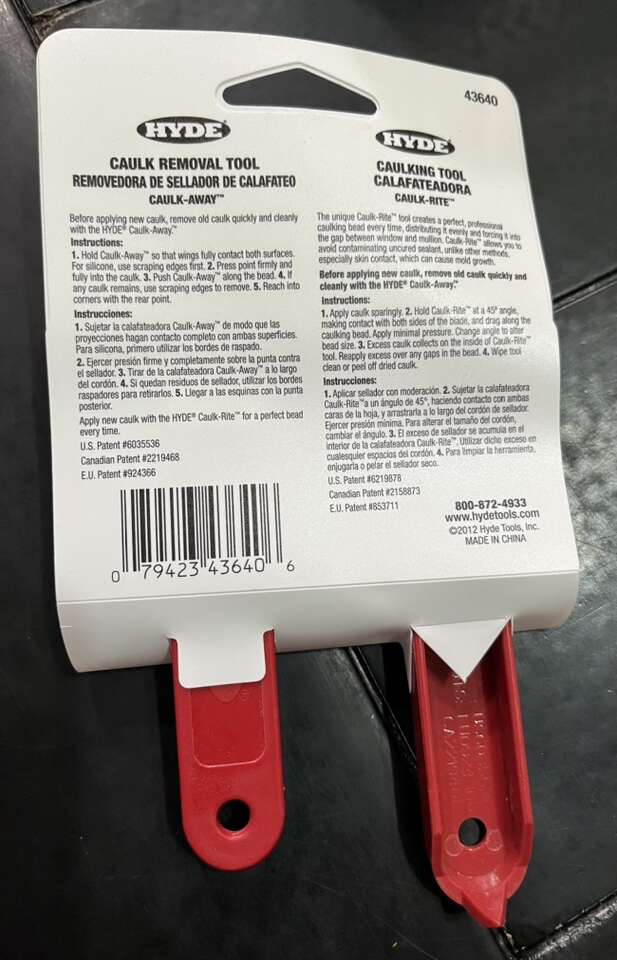 43640
HYDE®
CAULK REMOVAL TOOL
REMOVEDORA DE SELLADOR DE CALAFATEO
CAULK-AWAY™
Before applying new caulk, remove old caulk quickly and cleanly
with the HYDE® Caulk-Away.™
Instructions:
1. Hold Caulk-Away™ so that wings fully contact both surfaces.
For silicone, use scraping edges first. 2. Press point firmly and
fully into the caulk. 3. Push Caulk-Away™ along the bead. 4. If
any caulk remains, use scraping edges to remove. 5. Reach into
corners with the rear point.
Instrucciones:
1. Sujetar la calafateadora Caulk-Away™ de modo que las
proyecciones hagan contacto completo con ambas superficies.
Para silicona, primero utilizar los bordes de raspado.
2. Ejercer presión firme y completamente sobre la punta contra
el sellador. 3. Tirar de la calafateadora Caulk-Away™ a lo largo
del cordón. 4. Si quedan residuos de sellador, utilizar los bordes
raspadores para retirarlos. 5. Llegar a las esquinas con la punta
posterior.
Apply new caulk with the HYDE® Caulk-Rite™ for a perfect bead
every time.
U.S. Patent #6035536
Canadian Patent #2219468
E.U. Patent #924366
0 79423 43640 6
HYDE®
CAULKING TOOL
CALAFATEADORA
CAULK-RITE™
The unique Caulk-Rite™ tool creates a perfect, professional
caulking bead every time, distributing it evenly and forcing it into
the gap between window and mullion. Caulk-Rite™ allows you to
avoid contaminating uncured sealant, unlike other methods,
especially skin contact, which can cause mold growth.
Before applying new caulk, remove old caulk quickly and
cleanly with the HYDE® Caulk-Away.™
Instructions:
1. Apply caulk sparingly. 2. Hold Caulk-Rite™ at a 45° angle,
making contact with both sides of the blade, and drag along the
caulking bead. Apply minimal pressure. Change angle to alter
bead size. 3. Excess caulk collects on the inside of Caulk-Rite™
tool. Reapply excess over any gaps in the bead. 4. Wipe tool
clean or peel off dried caulk.
Instrucciones:
1. Aplicar sellador con moderación. 2. Sujetar la calafateadora
Caulk-Rite™a un ángulo de 45°, haciendo contacto con ambas
caras de la hoja, y arrastrarla a lo largo del cordón de sellador.
Ejercer presión mínima. Para alterar el tamaño del cordón,
cambiar el ángulo. 3. El exceso de sellador se acumula en el
interior de la calafateadora Caulk-Rite™. Utilizar dicho exceso en
cualesquier espacios del cordón. 4. Para limpiar la herramienta,
enjugarla o pelar el sellador seco.
U.S. Patent #6219878
Canadian Patent #2158873
E.U. Patent #853711
800-872-4933
www.hydetools.com
©2012 Hyde Tools, Inc.
MADE IN CHINA